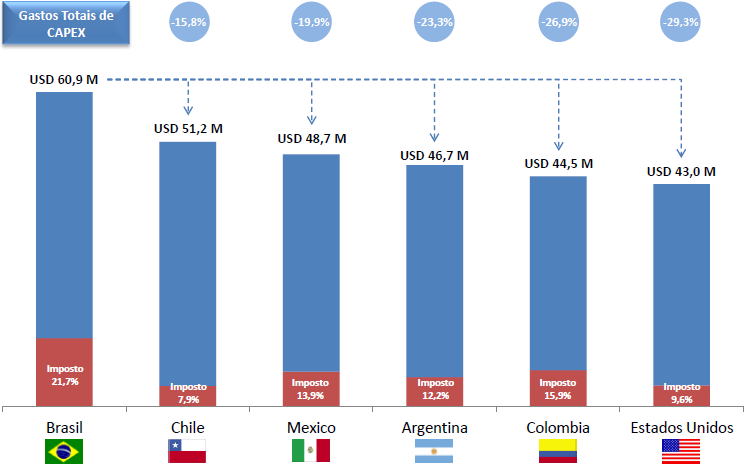 Gastos Totais de
CAPEX
-15,8%
-19,9%
-23,3%
-26,9%
-29,3%
USD 60,9 M
USD 51,2 M
USD 48,7 M
USD 46,7 M
USD 44,5 M
USD 43,0 M
Imposto
21,7%
Imposto
7,9%
Imposto
13,9%
Imposto
12,2%
Imposto
15,9%
Imposto
9,6%
Brasil
Chile
Mexico
Argentina
Colombia
Estados Unidos